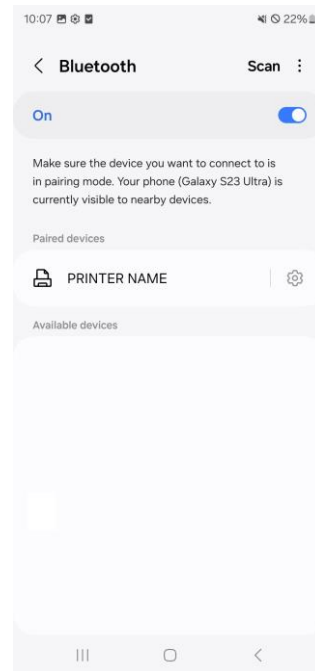 10:07 22%
Bluetooth Scan
On
Make sure the device you want to connect to is
in pairing mode. Your phone (Galaxy S23 Ultra) is
currently visible to nearby devices.
Paired devices
PRINTER NAME
Available devices